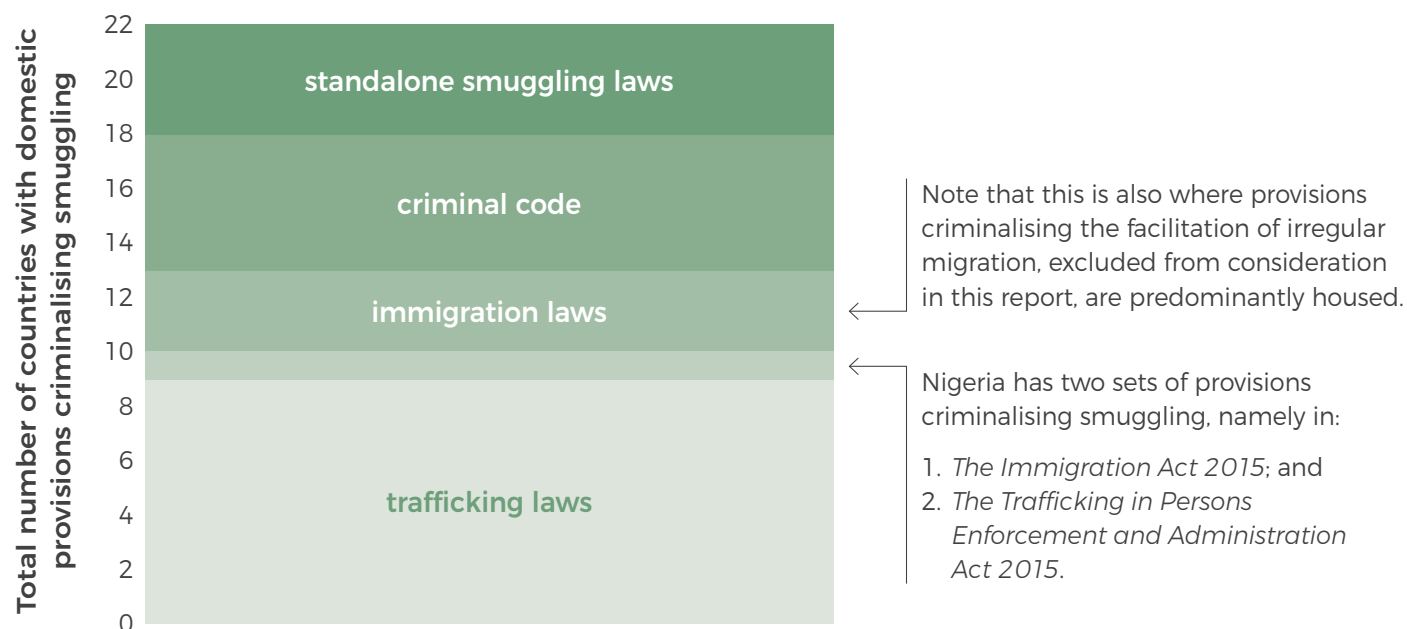 Total number of countries with domestic
provisions criminalising smuggling
22
20
18
16
14
12
10
8
6
4
2
0
standalone smuggling laws
criminal code
immigration laws
trafficking laws
Note that this is also where provisions
criminalising the facilitation of irregular
migration, excluded from consideration
in this report, are predominantly housed.
Nigeria has two sets of provisions
criminalising smuggling, namely in:
1. The Immigration Act 2015; and
2. The Trafficking in Persons
Enforcement and Administration
Act 2015.